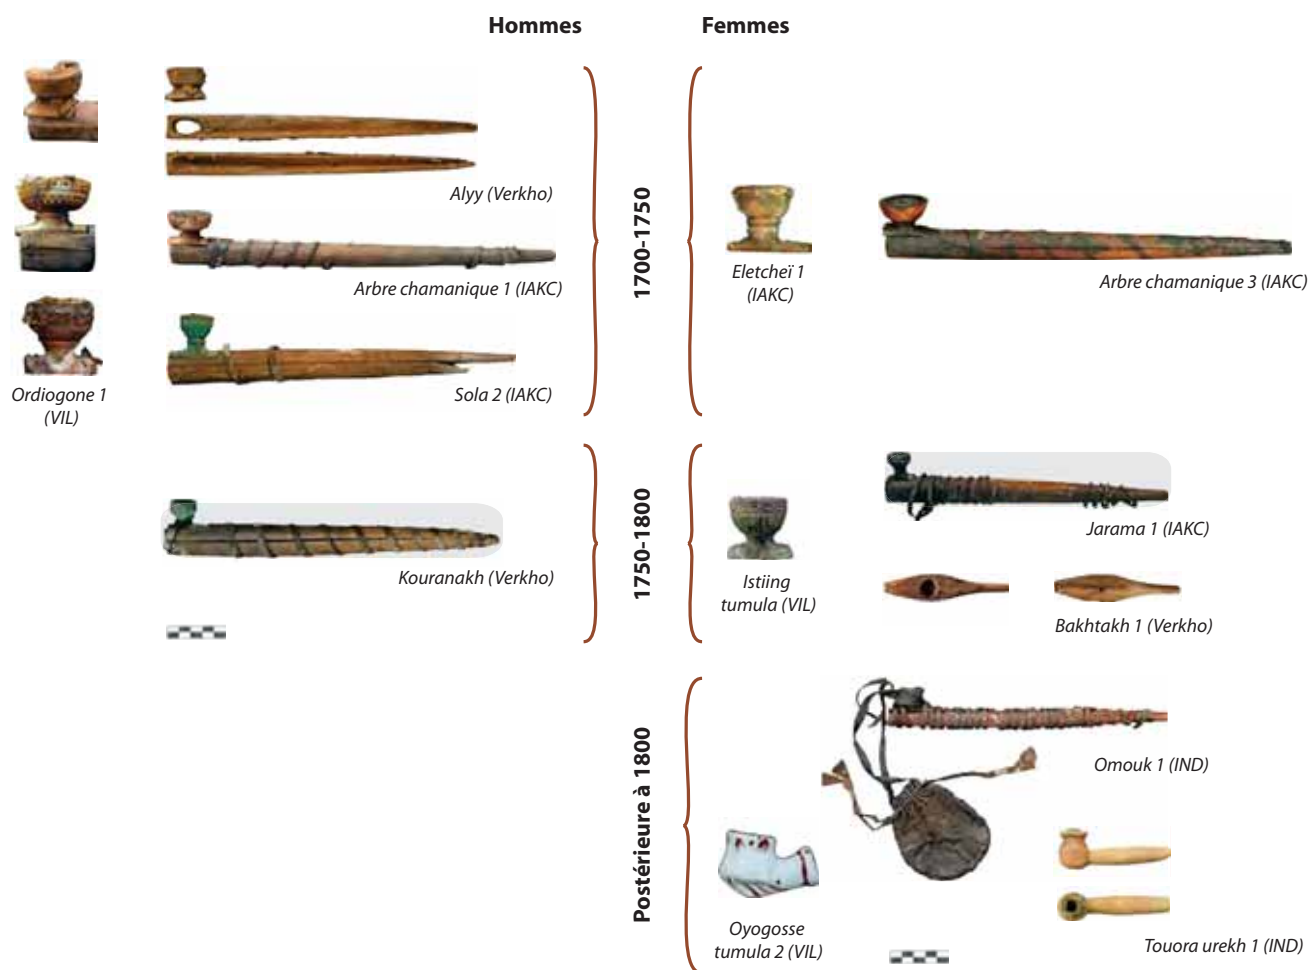 Hommes
Femmes
1700-1750
Alyy (Verkho)
Arbre chamanique 1 (IAKC)
Ordiogone 1
(VIL)
Sola 2 (IAKC)
Eletcheï 1
(IAKC)
Arbre chamanique 3 (IAKC)
1750-1800
Kouranakh (Verkho)
Istiing
tumula (VIL)
Jarama 1 (IAKC)
Bakhtakh 1 (Verkho)
Postérieure à 1800
Omouk 1 (IND)
Oyogosse
tumula 2 (VIL)
Touora urekh 1 (IND)